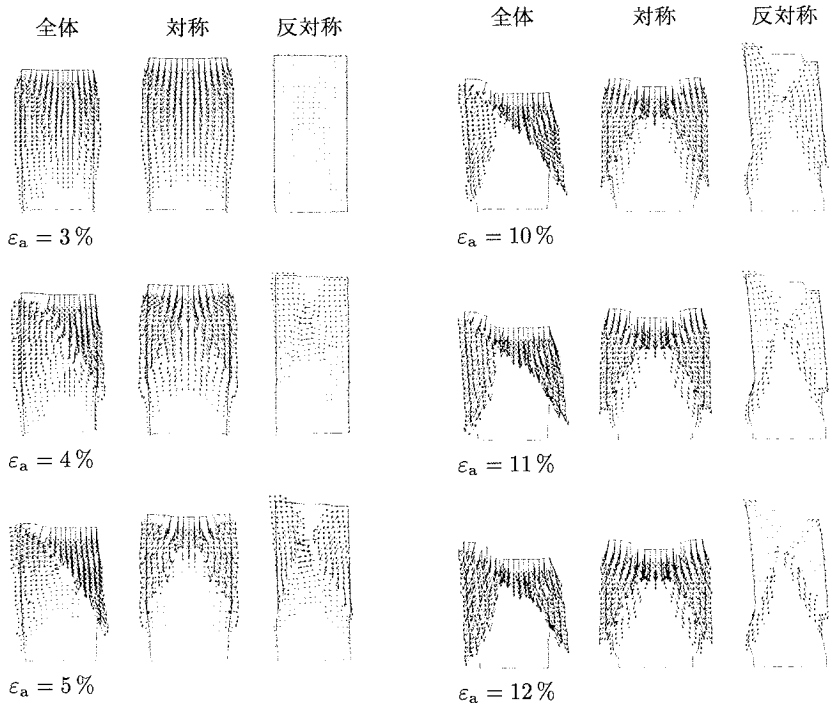 全体 対称 反対称
εa = 3 %
εa = 4 %
εa = 5 %
全体 対称 反対称
εa = 10 %
εa = 11 %
εa = 12 %